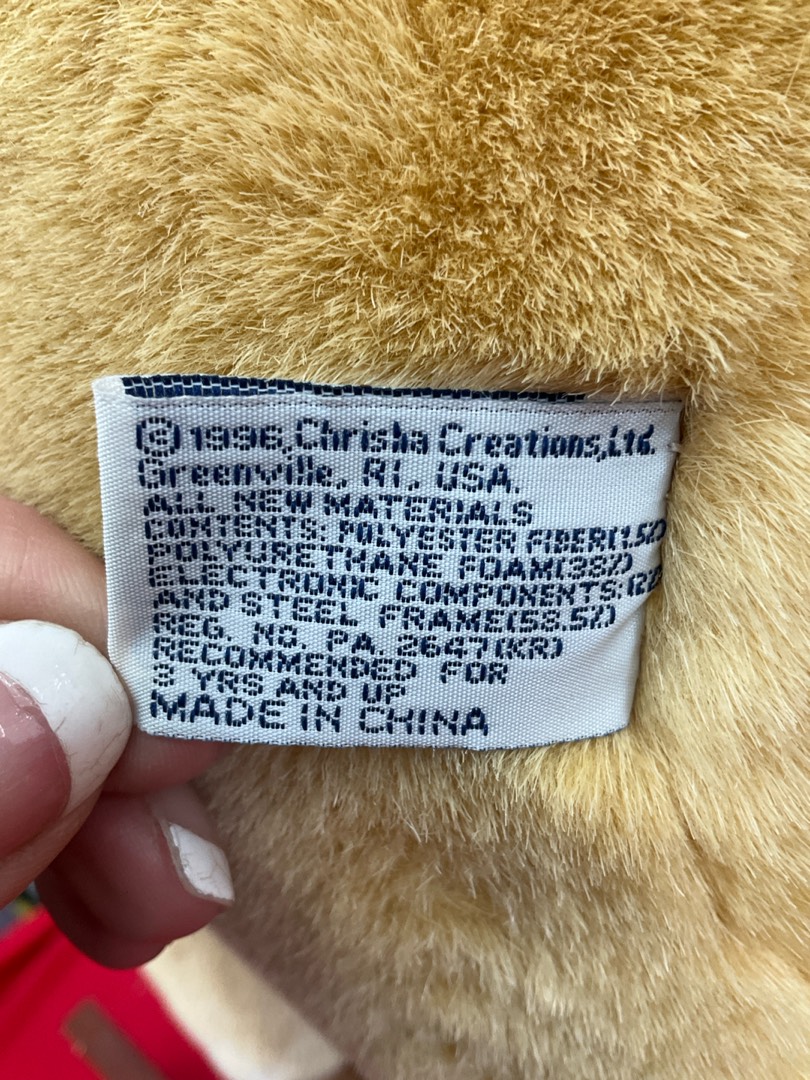 (©) 1996, Chrisha Creations, Ltd.
Greenville, RI, USA.
ALL NEW MATERIALS
CONTENTS: POLYESTER FIBER(1.5%)
POLYURETHANE FOAM(38%)
ELECTRONIC COMPONENTS:
AND STEEL FRAME(53.5%)
REG. NO. PA. 2647(KR)
RECOMMENDED FOR
3 YRS AND UP
MADE IN CHINA